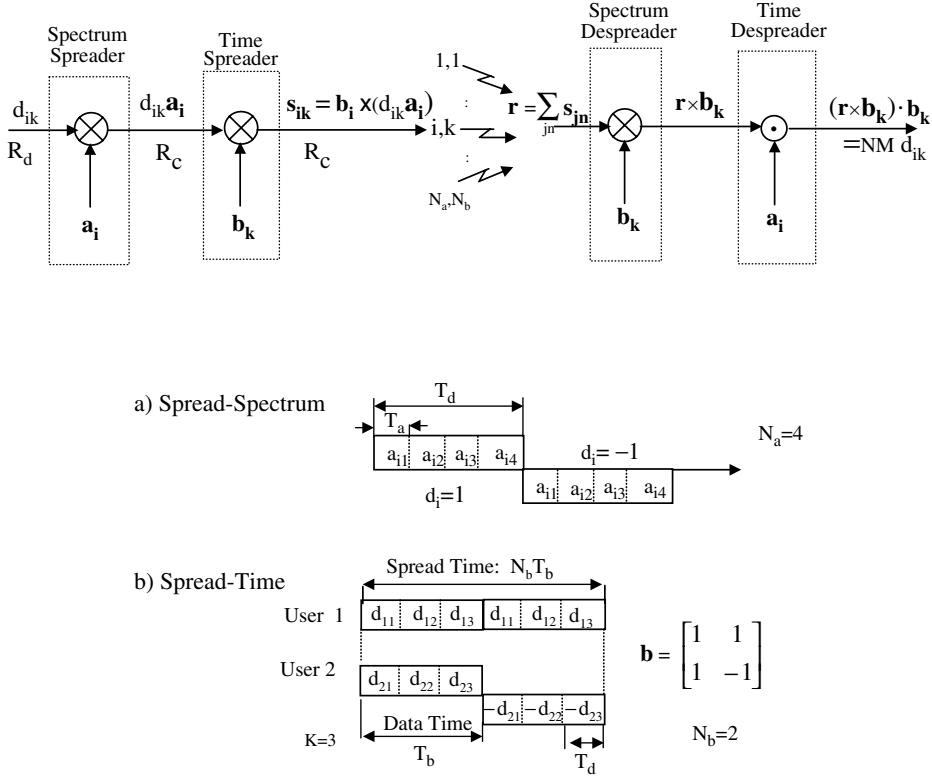 Spectrum Spreader
Time Spreader
Spectrum Despreader
Time Despreader
d_ik
R_d
a_i
d_ik a_i
R_c
b_k
s_ik = b_i ×(d_ik a_i)
R_c
1,1
:
i,k
:
N_a,N_b
r = ∑_jn s_jn
b_k
r×b_k
a_i
(r×b_k)·b_k
=NM d_ik
a) Spread-Spectrum
T_d
T_a
a_i1 a_i2 a_i3 a_i4
d_i=1
d_i= −1
a_i1 a_i2 a_i3 a_i4
N_a=4
b) Spread-Time
Spread Time: N_b T_b
User 1
d_11 d_12 d_13 d_11 d_12 d_13
User 2
d_21 d_22 d_23
−d_21 −d_22 −d_23
K=3
Data Time
T_b
T_d
b = [1 1
1 −1]
N_b=2